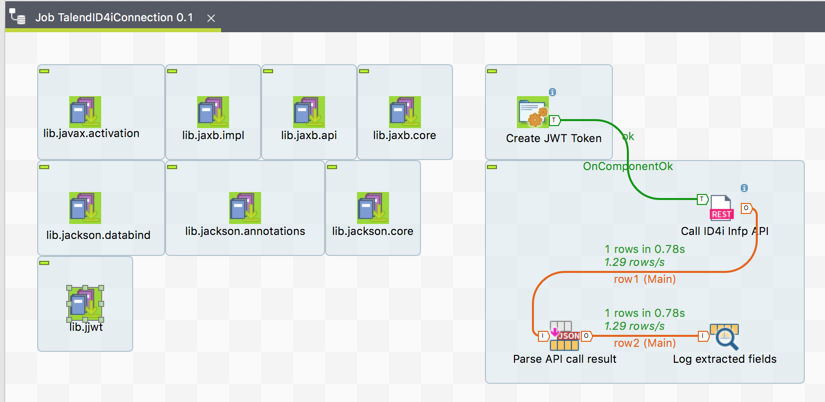 Job TalendID4iConnection 0.1
lib.javax.activation
lib.jaxb.impl
lib.jaxb.api
lib.jaxb.core
T
Create JWT Token
ok
OnComponentOk
lib.jackson.databind
lib.jackson.annotations
lib.jackson.core
T
REST
O
Call ID4i Infp API
1 rows in 0.78s
1.29 rows/s
row1 (Main)
lib.jjwt
1 rows in 0.78s
1.29 rows/s
row2 (Main)
I
JSON
O
I
Parse API call result
Log extracted fields